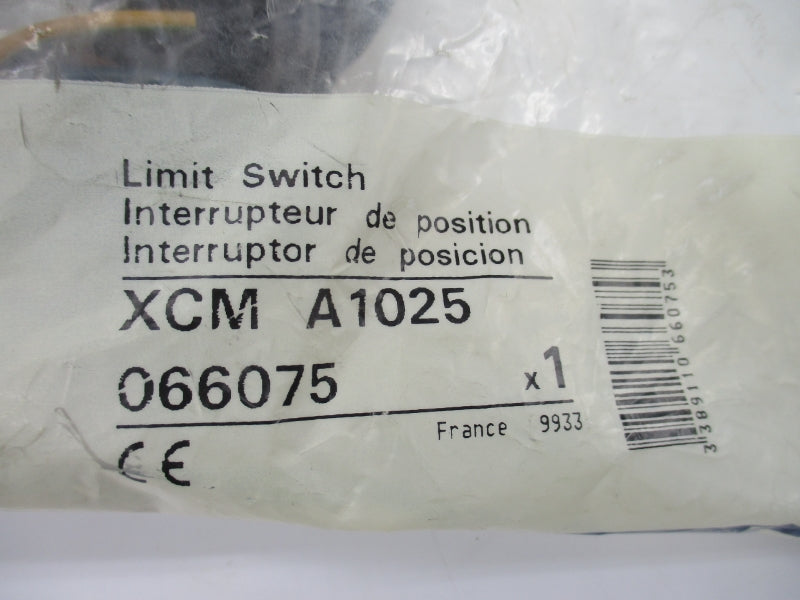 Limit Switch
Interrupteur de position
Interruptor de posicion
XCM A1025
066075 x1
France 9933
CE
3389110660753